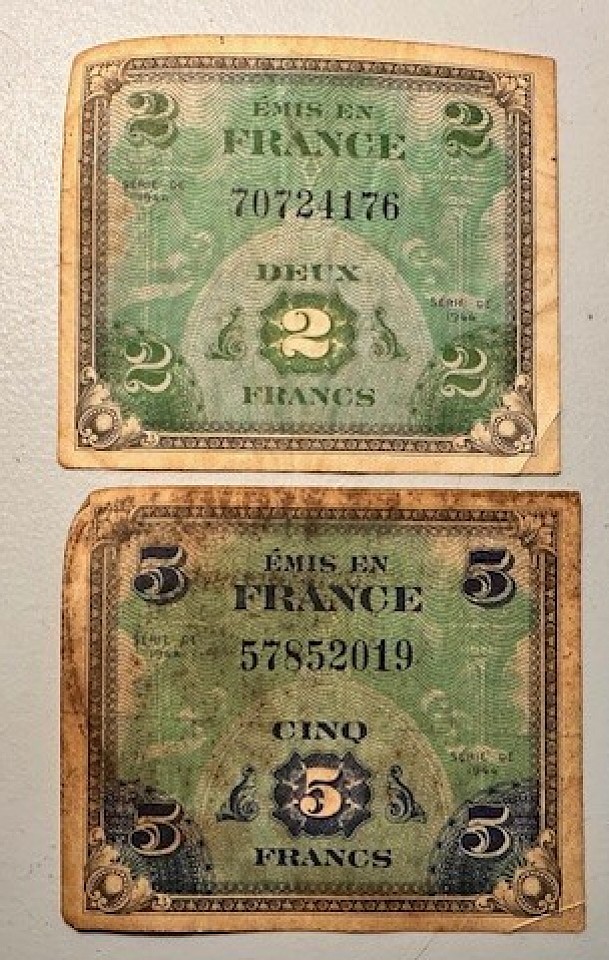 2 ÉMIS EN 2
FRANCE
SÉRIE DE
1944
70724176
DEUX
SÉRIE DE
1944
2
2 2
FRANCS
5 ÉMIS EN 5
FRANCE
SÉRIE DE
1944
57852019
CINQ
SÉRIE DE
1944
5
5 5
FRANCS